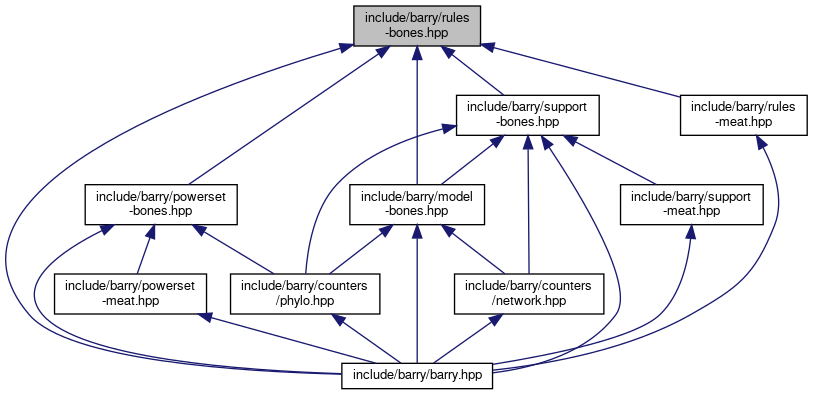 include/barry/rules
-bones.hpp
include/barry/support
-bones.hpp
include/barry/rules
-meat.hpp
include/barry/powerset
-bones.hpp
include/barry/model
-bones.hpp
include/barry/support
-meat.hpp
include/barry/powerset
-meat.hpp
include/barry/counters
/phylo.hpp
include/barry/counters
/network.hpp
include/barry/barry.hpp